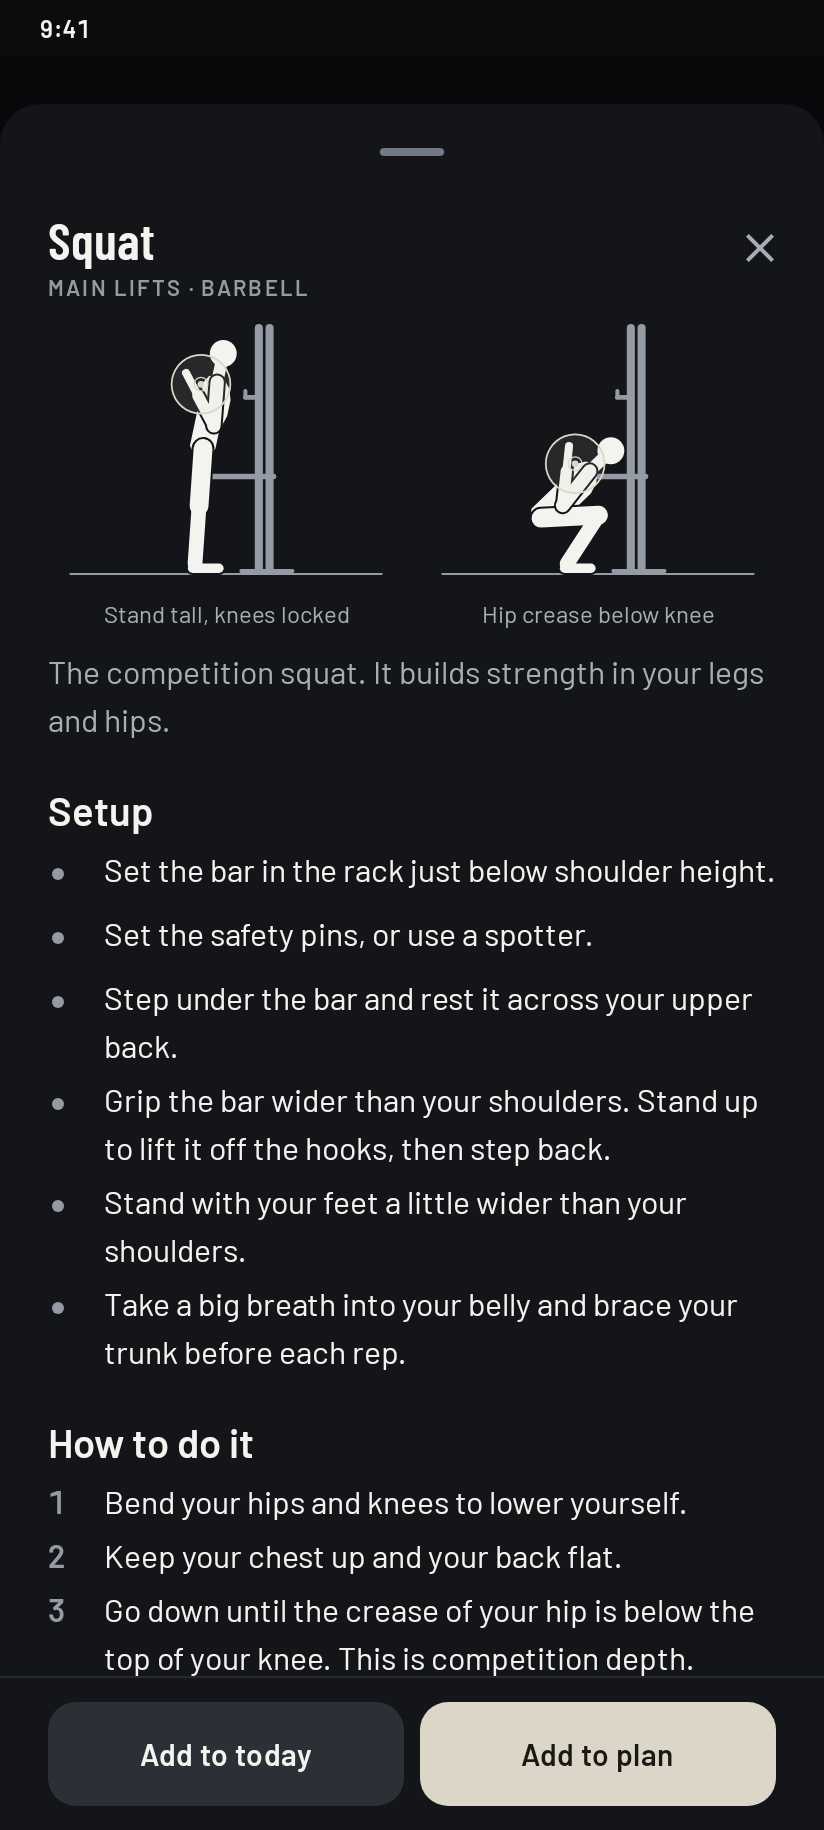 9:41
Squat
MAIN LIFTS · BARBELL
Stand tall, knees locked
Hip crease below knee
The competition squat. It builds strength in your legs
and hips.
Setup
Set the bar in the rack just below shoulder height.
Set the safety pins, or use a spotter.
Step under the bar and rest it across your upper
back.
Grip the bar wider than your shoulders. Stand up
to lift it off the hooks, then step back.
Stand with your feet a little wider than your
shoulders.
Take a big breath into your belly and brace your
trunk before each rep.
How to do it
1 Bend your hips and knees to lower yourself.
2 Keep your chest up and your back flat.
3 Go down until the crease of your hip is below the
top of your knee. This is competition depth.
Add to today
Add to plan